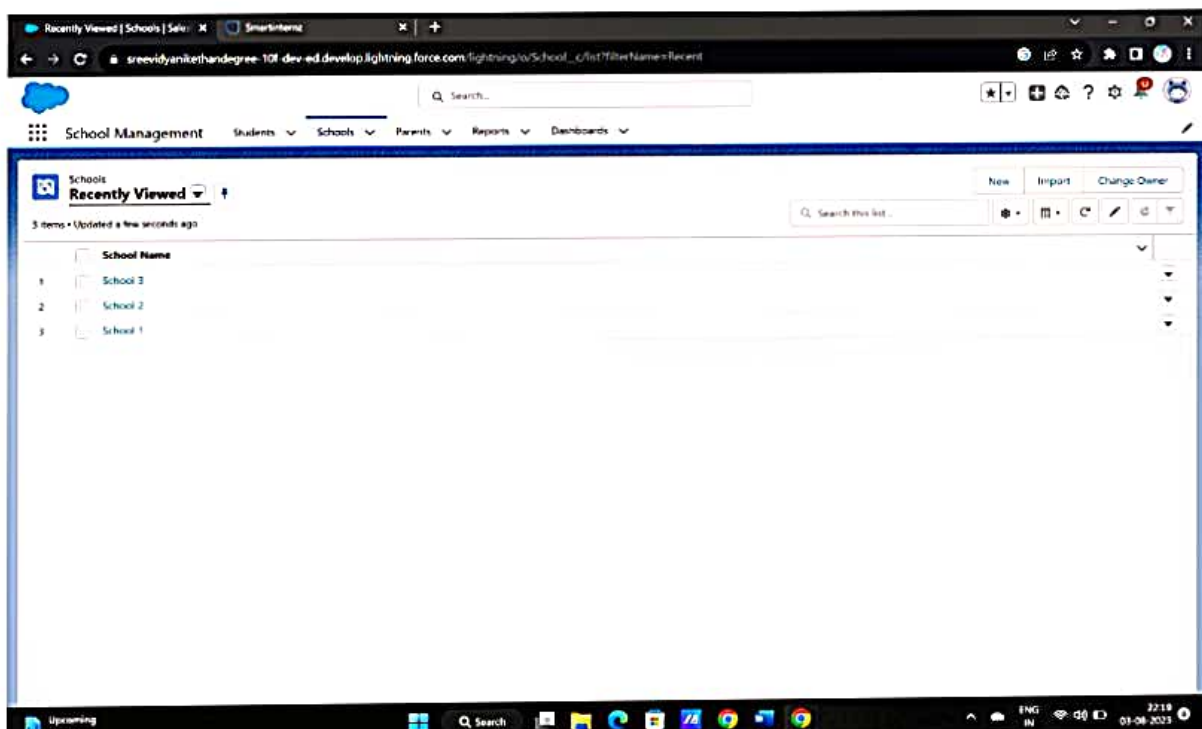 Recently Viewed | Schools | Sale
Smartinternz
sreevidyanikethandegree-101-dev-ed.develop.lightning.force.com/lightning/o/School__c/list?filterName=Recent
Search...
School Management
Students
Schools
Parents
Reports
Dashboards
Schools
Recently Viewed
New
Import
Change Owner
3 items • Updated a few seconds ago
Search this list...
School Name
1 School 3
2 School 2
3 School 1
Upcoming
Search
ENG
IN
22:19
03-08-2023